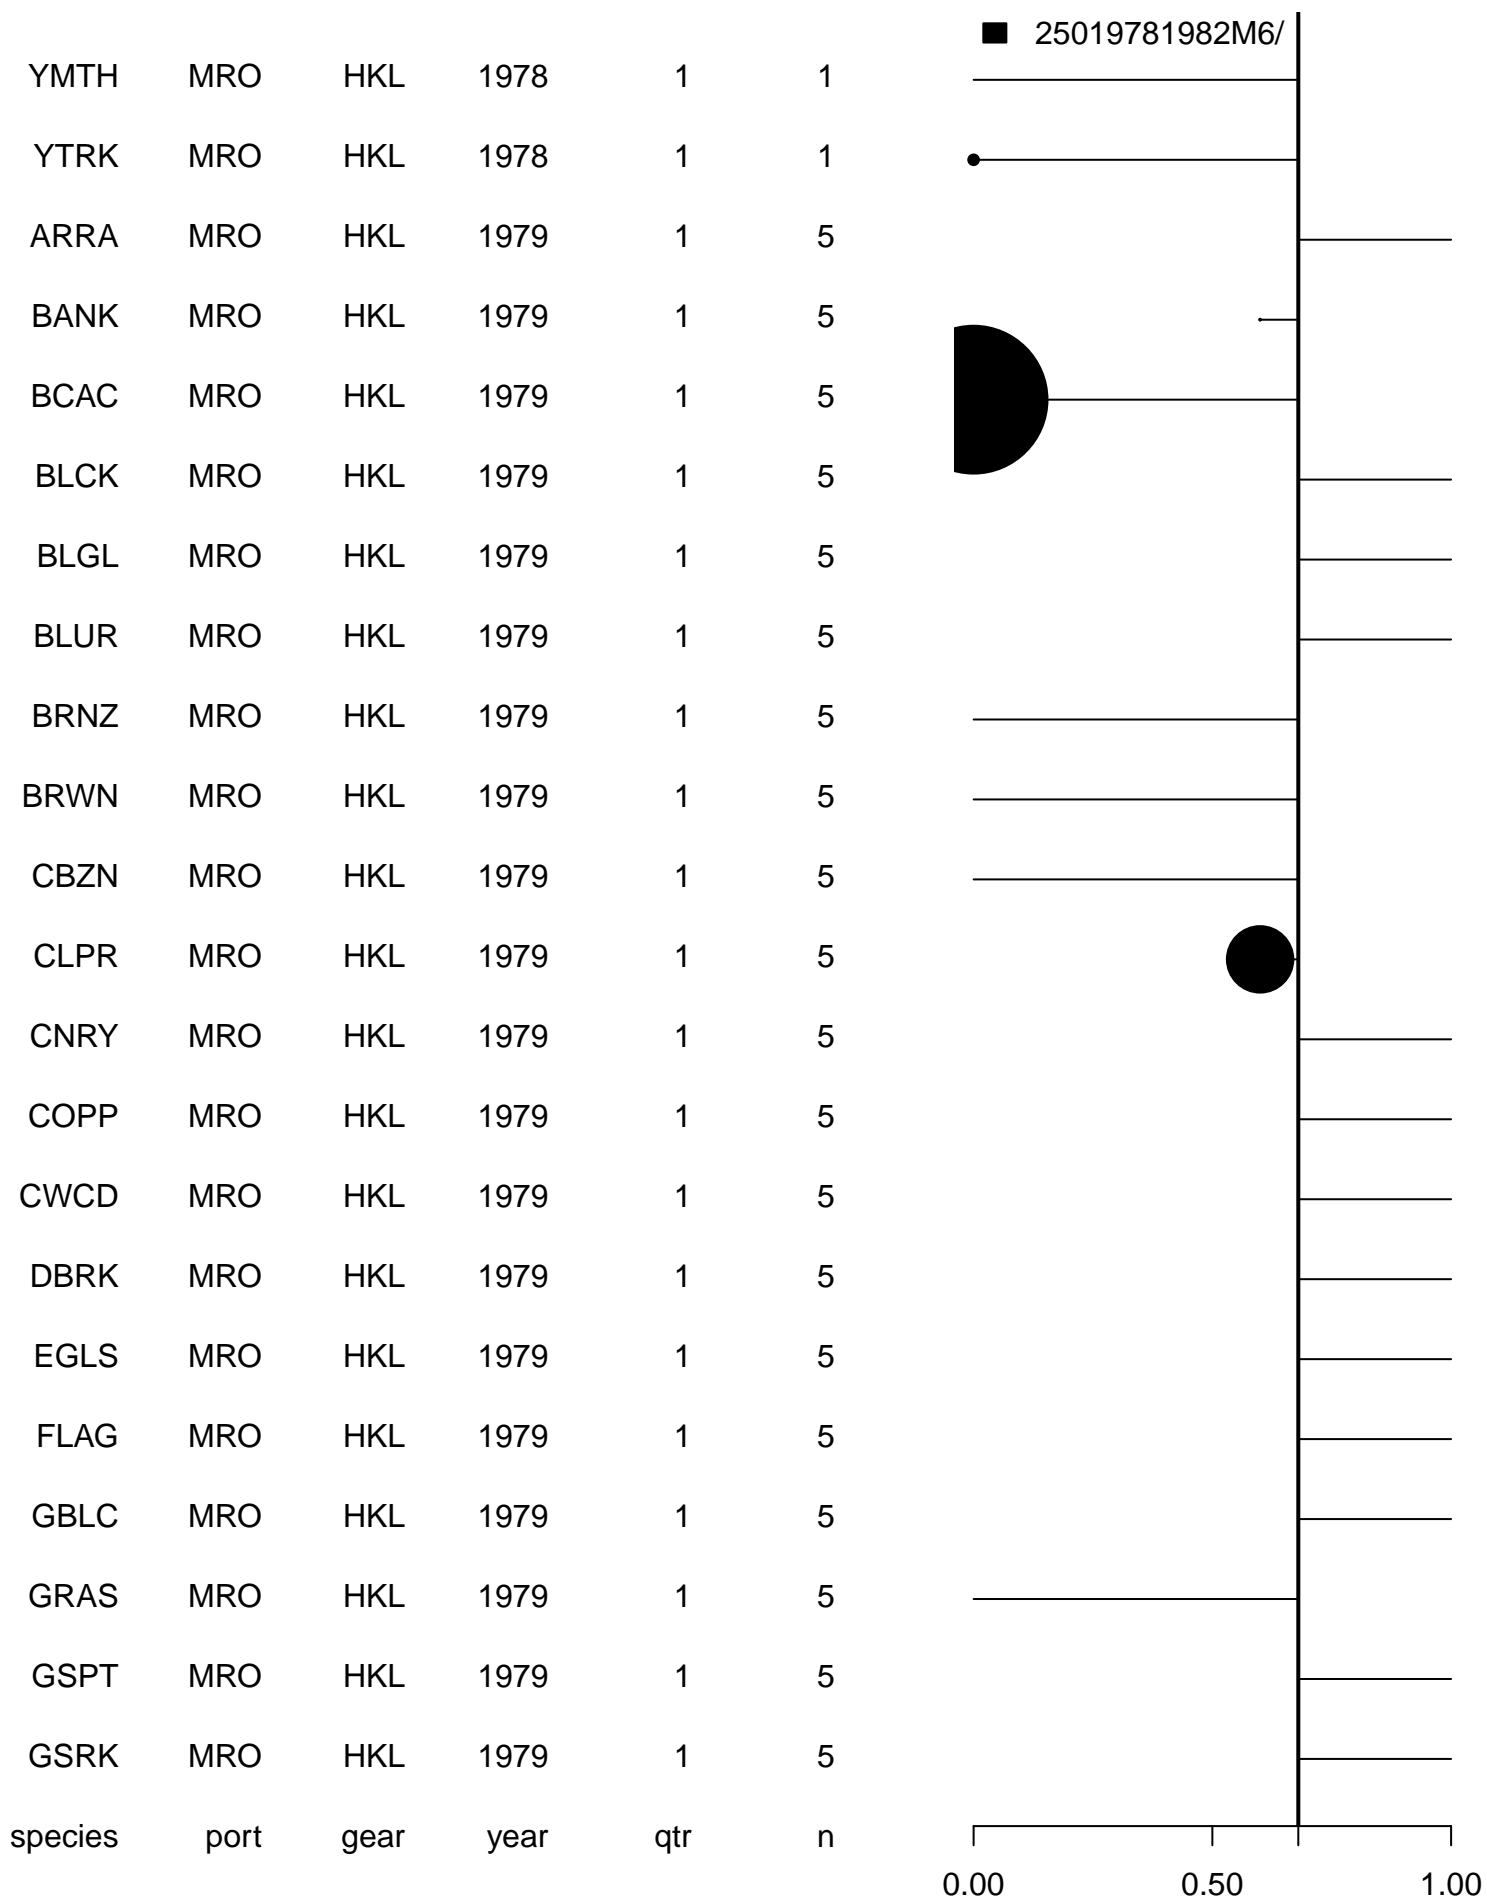 25019781982M6/
YMTH MRO HKL 1978 1 1
YTRK MRO HKL 1978 1 1
ARRA MRO HKL 1979 1 5
BANK MRO HKL 1979 1 5
BCAC MRO HKL 1979 1 5
BLCK MRO HKL 1979 1 5
BLGL MRO HKL 1979 1 5
BLUR MRO HKL 1979 1 5
BRNZ MRO HKL 1979 1 5
BRWN MRO HKL 1979 1 5
CBZN MRO HKL 1979 1 5
CLPR MRO HKL 1979 1 5
CNRY MRO HKL 1979 1 5
COPP MRO HKL 1979 1 5
CWCD MRO HKL 1979 1 5
DBRK MRO HKL 1979 1 5
EGLS MRO HKL 1979 1 5
FLAG MRO HKL 1979 1 5
GBLC MRO HKL 1979 1 5
GRAS MRO HKL 1979 1 5
GSPT MRO HKL 1979 1 5
GSRK MRO HKL 1979 1 5
species port gear year qtr n
0.00 0.50 1.00